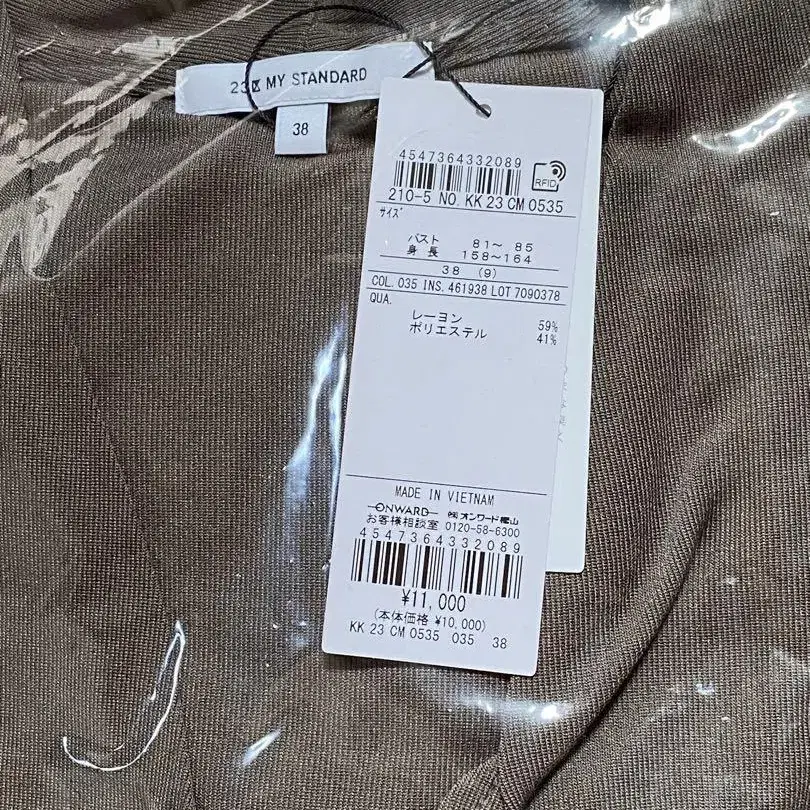 23区 MY STANDARD
38
4547364332089
RFID
210-5 NO. KK 23 CM 0535
サイズ
バスト 81～ 85
身長 158～164
38 (9)
COL. 035 INS. 461938 LOT 7090378
QUA.
レーヨン 59%
ポリエステル 41%
MADE IN VIETNAM
ONWARD ㈱オンワード樫山
お客様相談室 0120-58-6300
4547364332089
¥11,000
(本体価格 ¥10,000)
KK 23 CM 0535 035 38